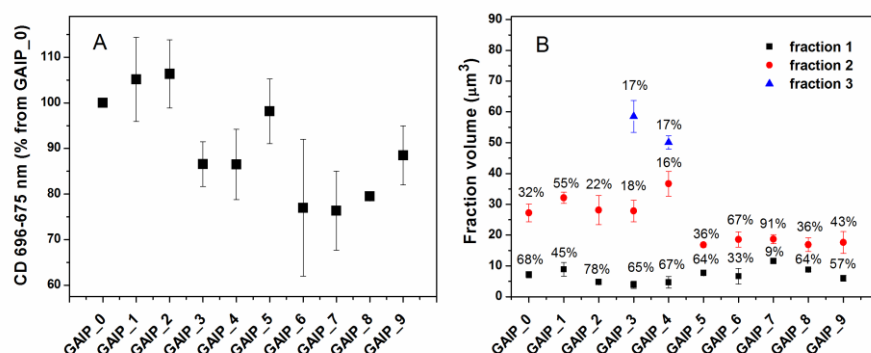 A
CD 696-675 nm (% from GAIP_0)
110
100
90
80
70
60
GAIP_0
GAIP_1
GAIP_2
GAIP_3
GAIP_4
GAIP_5
GAIP_6
GAIP_7
GAIP_8
GAIP_9
B
fraction 1
fraction 2
fraction 3
Fraction volume (μm³)
90
80
70
60
50
40
30
20
10
0
17%
17%
16%
32%
55%
22%
18%
36%
67%
91%
36%
43%
68%
45%
78%
65%
67%
64%
33%
9%
64%
57%
GAIP_0
GAIP_1
GAIP_2
GAIP_3
GAIP_4
GAIP_5
GAIP_6
GAIP_7
GAIP_8
GAIP_9